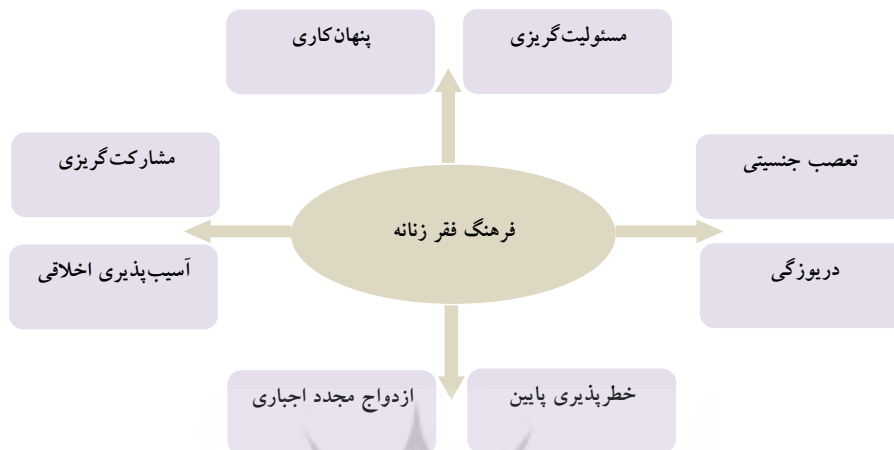 مسئولیت‌گریزی
پنهان‌کاری
تعصب جنسیتی
مشارکت‌گریزی
فرهنگ فقر زنانه
دریوزگی
آسیب‌پذیری اخلاقی
خطرپذیری پایین
ازدواج مجدد اجباری